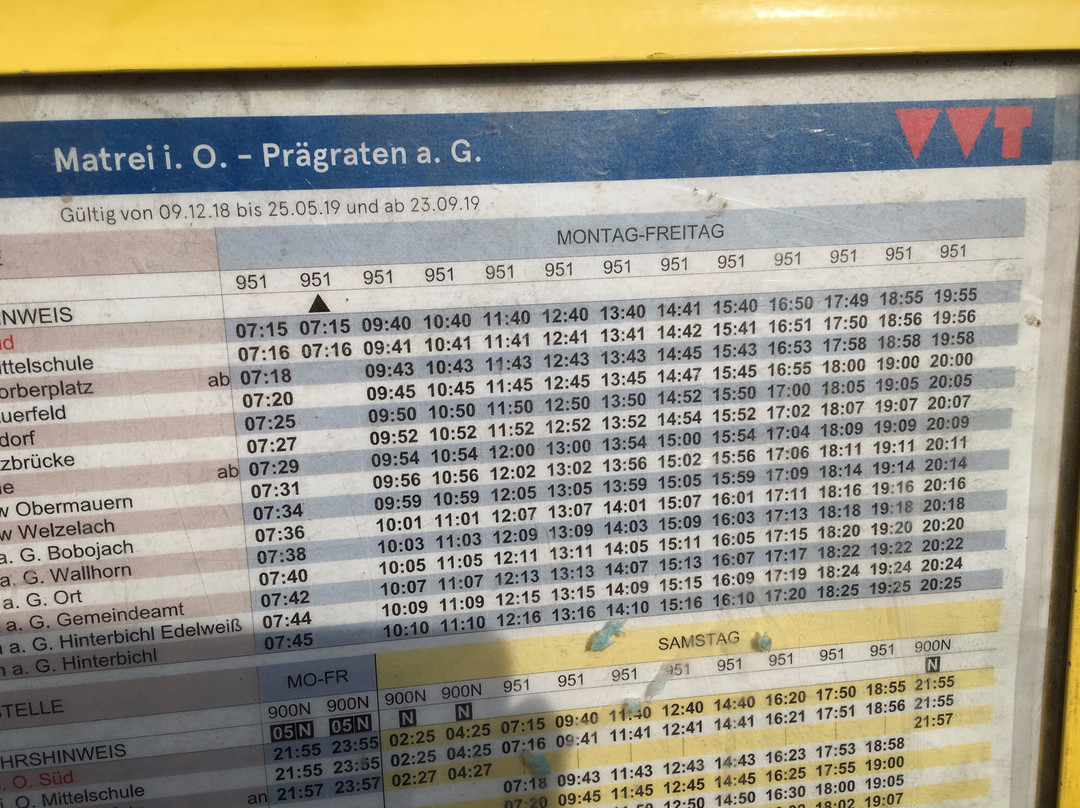 Matrei i. O. - Prägraten a. G. VVT
Gültig von 09.12.18 bis 25.05.19 und ab 23.09.19
MONTAG-FREITAG
951 951 951 951 951 951 951 951 951 951 951 951 951
NWEIS ▲
d 07:15 07:15 09:40 10:40 11:40 12:40 13:40 14:41 15:40 16:50 17:49 18:55 19:55
ttelschule 07:16 07:16 09:41 10:41 11:41 12:41 13:41 14:42 15:41 16:51 17:50 18:56 19:56
orberplatz ab 07:18 09:43 10:43 11:43 12:43 13:43 14:45 15:43 16:53 17:58 18:58 19:58
uerfeld 07:20 09:45 10:45 11:45 12:45 13:45 14:47 15:45 16:55 18:00 19:00 20:00
dorf 07:25 09:50 10:50 11:50 12:50 13:50 14:52 15:50 17:00 18:05 19:05 20:05
zbrücke 07:27 09:52 10:52 11:52 12:52 13:52 14:54 15:52 17:02 18:07 19:07 20:07
e ab 07:29 09:54 10:54 12:00 13:00 13:54 15:00 15:54 17:04 18:09 19:09 20:09
w Obermauern 07:31 09:56 10:56 12:02 13:02 13:56 15:02 15:56 17:06 18:11 19:11 20:11
w Welzelach 07:34 09:59 10:59 12:05 13:05 13:59 15:05 15:59 17:09 18:14 19:14 20:14
a. G. Bobojach 07:36 10:01 11:01 12:07 13:07 14:01 15:07 16:01 17:11 18:16 19:16 20:16
a. G. Wallhorn 07:38 10:03 11:03 12:09 13:09 14:03 15:09 16:03 17:13 18:18 19:18 20:18
a. G. Ort 07:40 10:05 11:05 12:11 13:11 14:05 15:11 16:05 17:15 18:20 19:20 20:20
a. G. Gemeindeamt 07:42 10:07 11:07 12:13 13:13 14:07 15:13 16:07 17:17 18:22 19:22 20:22
a. G. Hinterbichl Edelweiß 07:44 10:09 11:09 12:15 13:15 14:09 15:15 16:09 17:19 18:24 19:24 20:24
a. G. Hinterbichl 07:45 10:10 11:10 12:16 13:16 14:10 15:16 16:10 17:20 18:25 19:25 20:25
MO-FR SAMSTAG
TELLE 900N 900N 900N 900N 951 951 951 951 951 951 951 951 900N
HRSHINWEIS 05 N 05 N N N N
. O. Süd 21:55 23:55 02:25 04:25 07:15 09:40 11:40 12:40 14:40 16:20 17:50 18:55 21:55
. O. Mittelschule 21:55 23:55 02:25 04:25 07:16 09:41 11:41 12:41 14:41 16:21 17:51 18:56 21:55
an 21:57 23:57 02:27 04:27 21:57
07:18 09:43 11:43 12:43 14:43 16:23 17:53 18:58
07:20 09:45 11:45 12:45 14:45 16:25 17:55 19:00
12:50 14:50 16:30 18:00 19:05
18:02 19:07